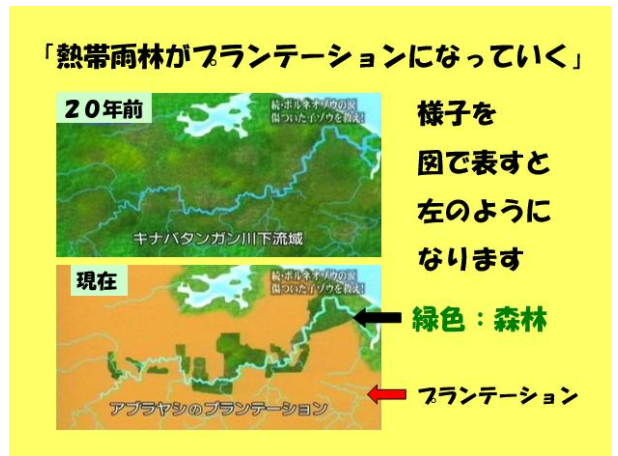 「熱帯雨林がプランテーションになっていく」
２０年前
続・ボルネオゾウの涙
傷ついた子ゾウを救え!
キナバタンガン川下流域
様子を
図で表すと
左のように
なります
現在
続・ボルネオゾウの涙
傷ついた子ゾウを救え!
アブラヤシのプランテーション
緑色：森林
プランテーション